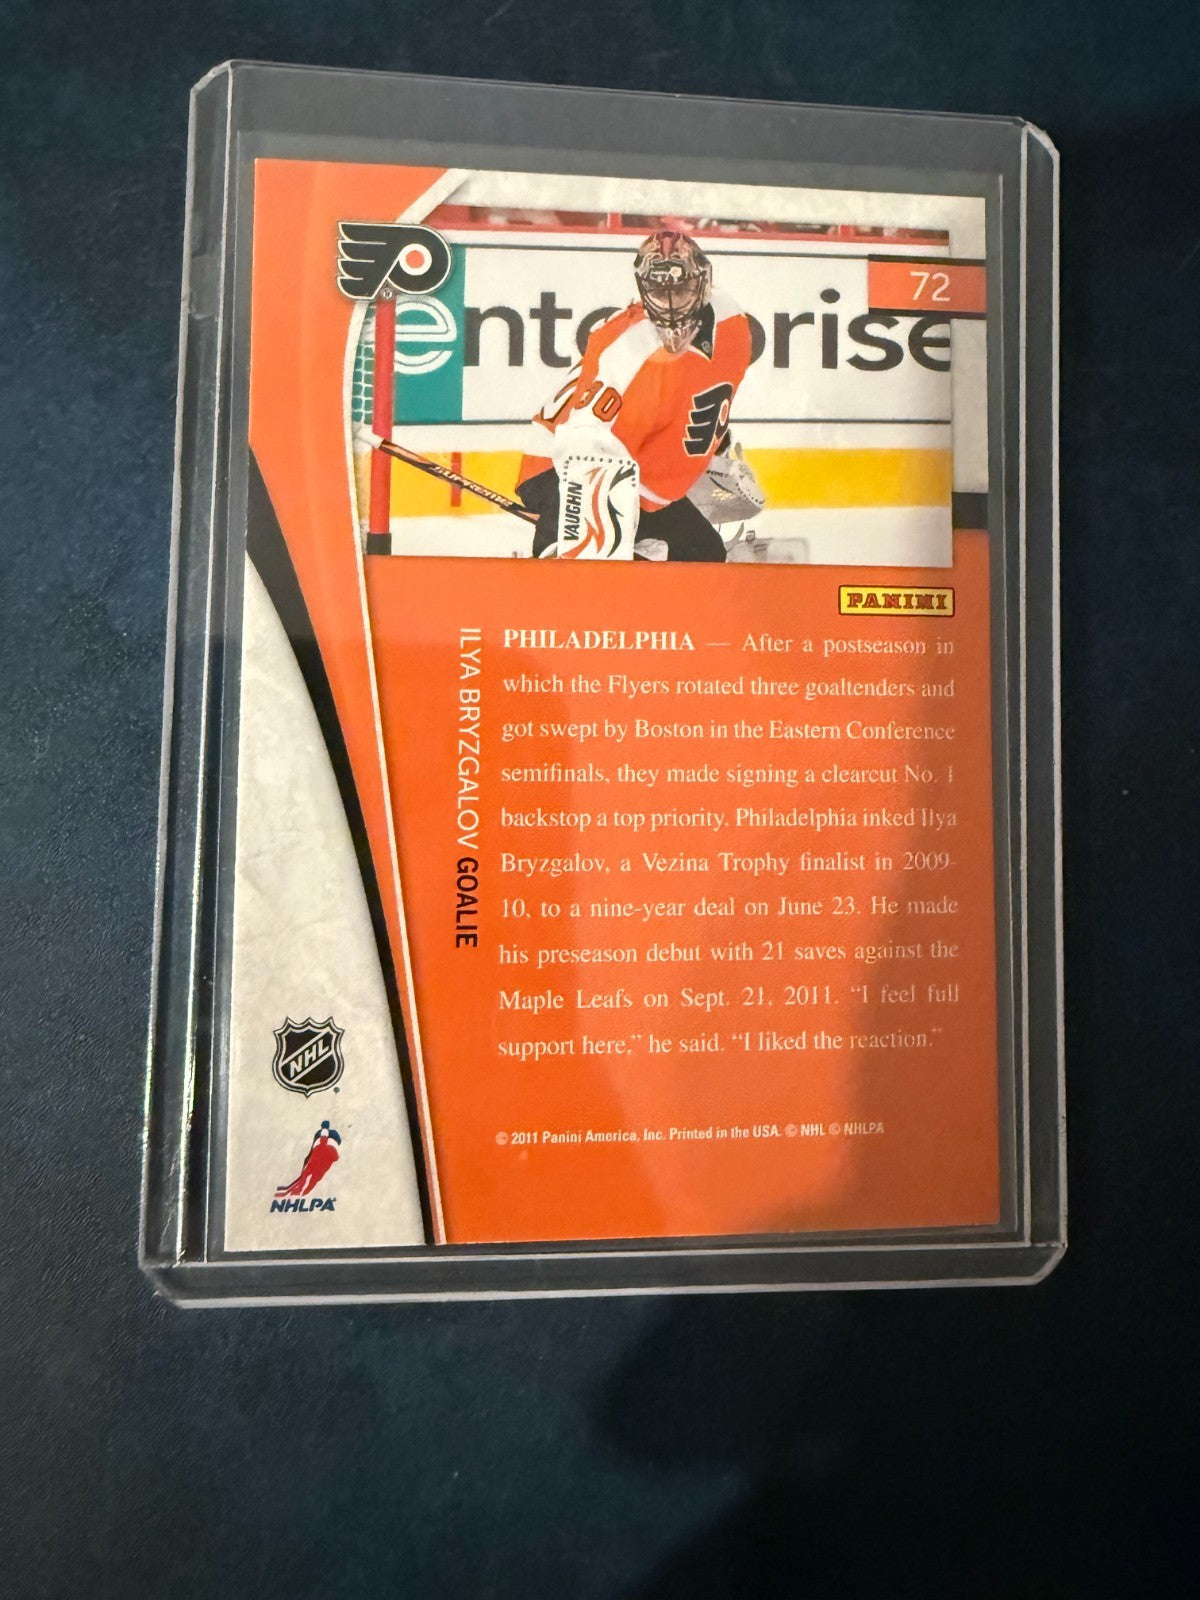 72
enterprise
30
SUPREME
VAUGHN
PANINI
ILYA BRYZGALOV GOALIE
PHILADELPHIA — After a postseason in
which the Flyers rotated three goaltenders and
got swept by Boston in the Eastern Conference
semifinals, they made signing a clearcut No. 1
backstop a top priority. Philadelphia inked Ilya
Bryzgalov, a Vezina Trophy finalist in 2009-
10, to a nine-year deal on June 23. He made
his preseason debut with 21 saves against the
Maple Leafs on Sept. 21, 2011. “I feel full
support here,” he said. “I liked the reaction.”
NHL
NHLPA
© 2011 Panini America, Inc. Printed in the USA. © NHL © NHLPA